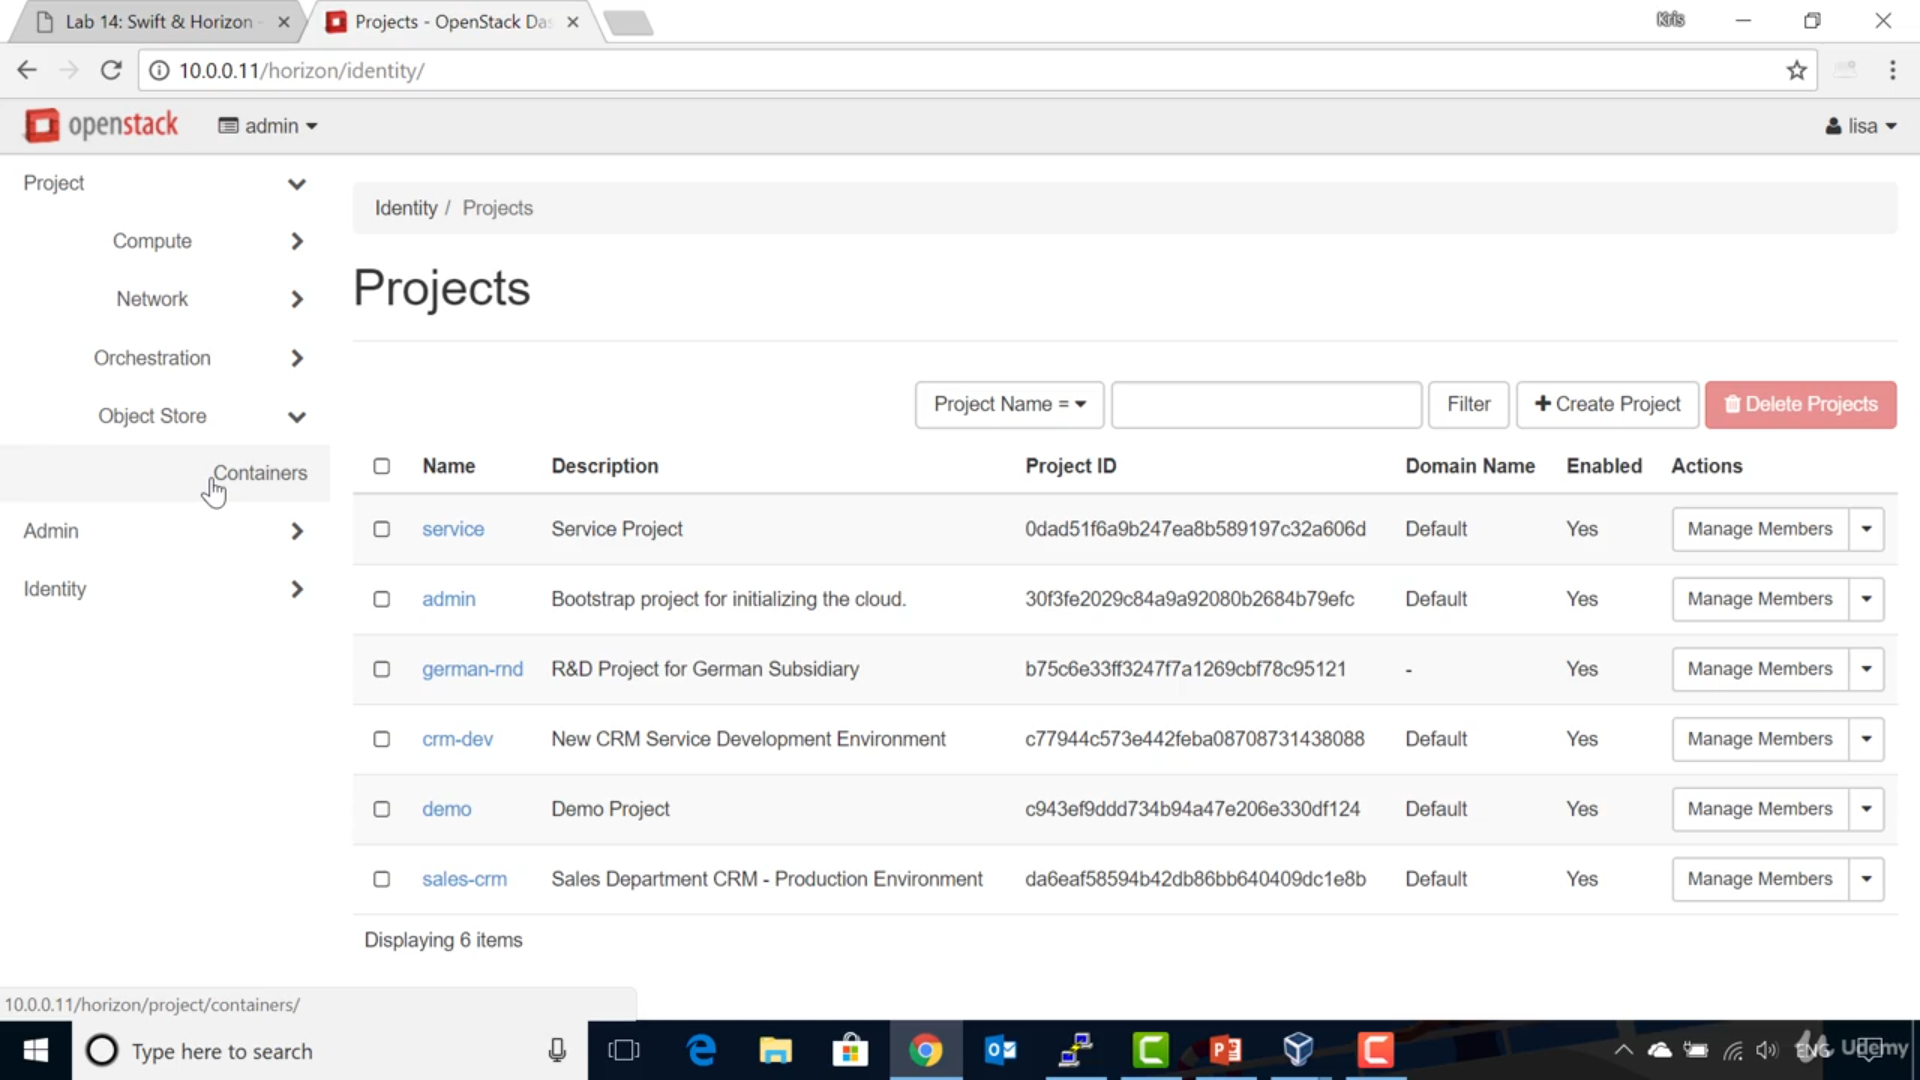 Lab 14: Swift & Horizon -
Projects - OpenStack Das
Kris
10.0.0.11/horizon/identity/
openstack
admin
lisa
Project
Compute
Network
Orchestration
Object Store
Containers
Admin
Identity
Identity / Projects
Projects
Project Name =
Filter
Create Project
Delete Projects
Name Description Project ID Domain Name Enabled Actions
service Service Project 0dad51f6a9b247ea8b589197c32a606d Default Yes Manage Members
admin Bootstrap project for initializing the cloud. 30f3fe2029c84a9a92080b2684b79efc Default Yes Manage Members
german-rnd R&D Project for German Subsidiary b75c6e33ff3247f7a1269cbf78c95121 - Yes Manage Members
crm-dev New CRM Service Development Environment c77944c573e442feba08708731438088 Default Yes Manage Members
demo Demo Project c943ef9ddd734b94a47e206e330df124 Default Yes Manage Members
sales-crm Sales Department CRM - Production Environment da6eaf58594b42db86bb640409dc1e8b Default Yes Manage Members
Displaying 6 items
10.0.0.11/horizon/project/containers/
Type here to search
ENG
Udemy